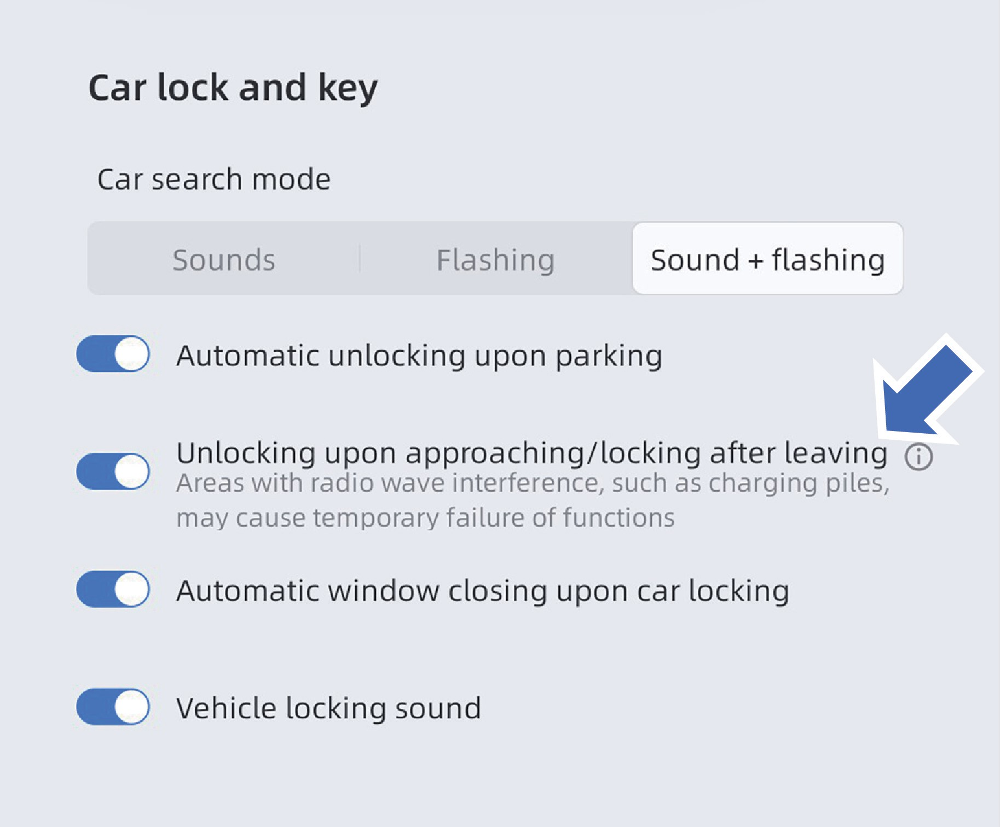 Car lock and key
Car search mode
Sounds
Flashing
Sound + flashing
Automatic unlocking upon parking
Unlocking upon approaching/locking after leaving
Areas with radio wave interference, such as charging piles,
may cause temporary failure of functions
Automatic window closing upon car locking
Vehicle locking sound